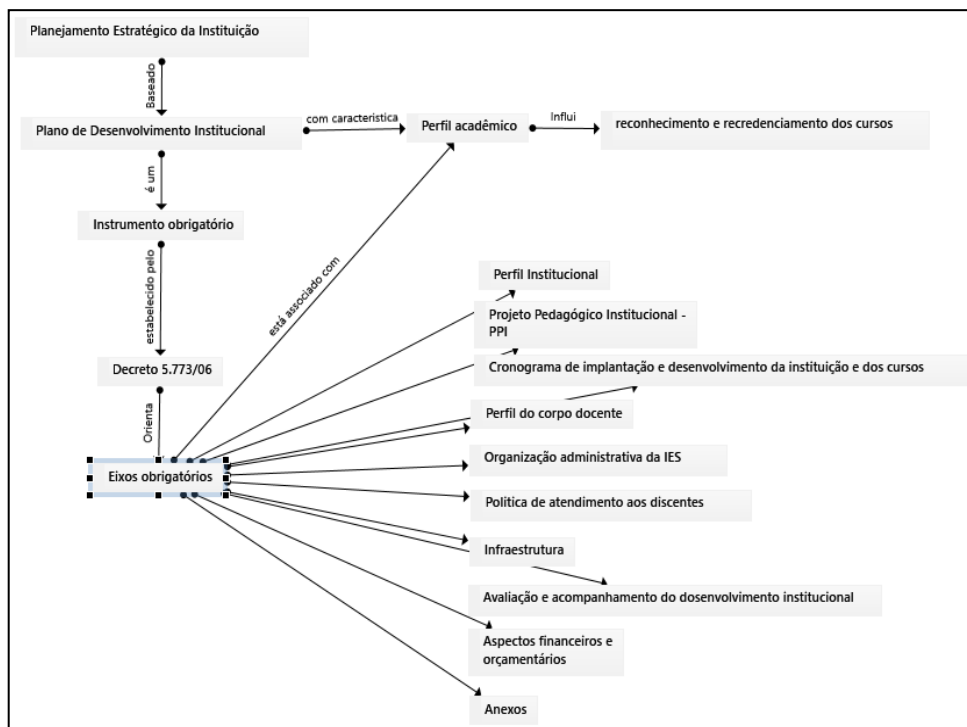 Planejamento Estratégico da Instituição
Baseado
Plano de Desenvolvimento Institucional
com caracteristica
Perfil acadêmico
Influi
reconhecimento e recredenciamento dos cursos
é um
Instrumento obrigatório
estabelecido pelo
está associado com
Perfil Institucional
Projeto Pedagógico Institucional -
PPI
Decreto 5.773/06
Cronograma de implantação e desenvolvimento da instituição e dos cursos
Orienta
Perfil do corpo docente
Organização administrativa da IES
Eixos obrigatórios
Politica de atendimento aos discentes
Infraestrutura
Avaliação e acompanhamento do dosenvolvimento institucional
Aspectos financeiros e
orçamentários
Anexos